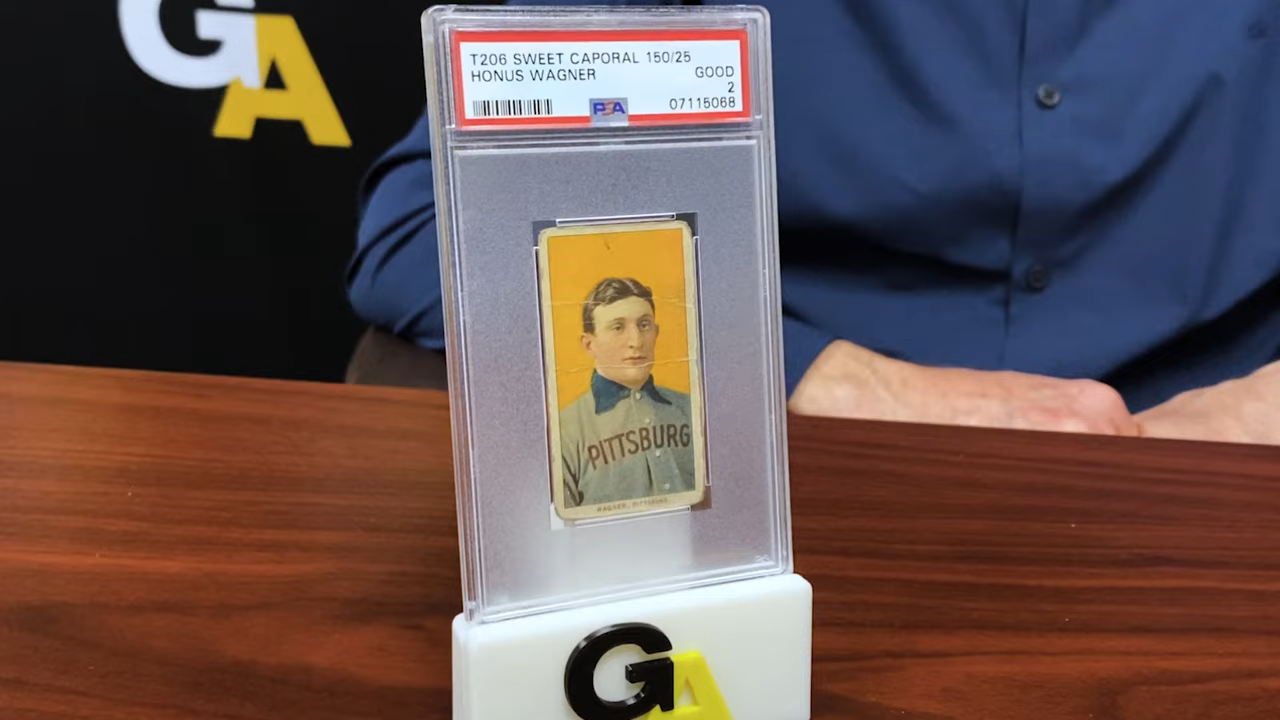 GA
T206 SWEET CAPORAL 150/25
HONUS WAGNER GOOD
2
PSA 07115068
PITTSBURG
WAGNER, PITTSBURG
GA